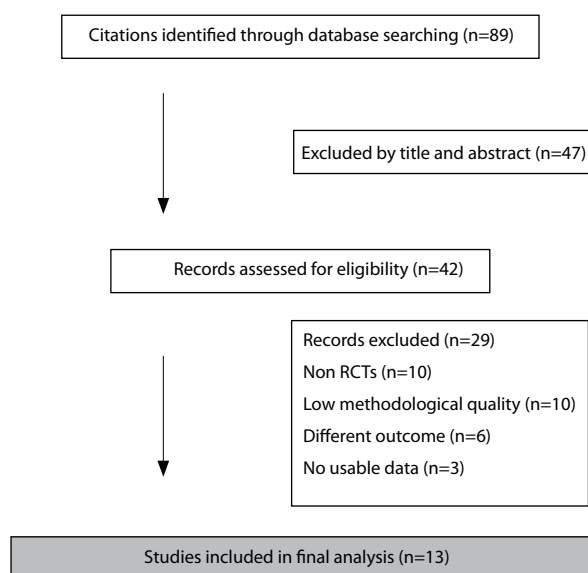 Citations identified through database searching (n=89)
Excluded by title and abstract (n=47)
Records assessed for eligibility (n=42)
Records excluded (n=29)
Non RCTs (n=10)
Low methodological quality (n=10)
Different outcome (n=6)
No usable data (n=3)
Studies included in final analysis (n=13)